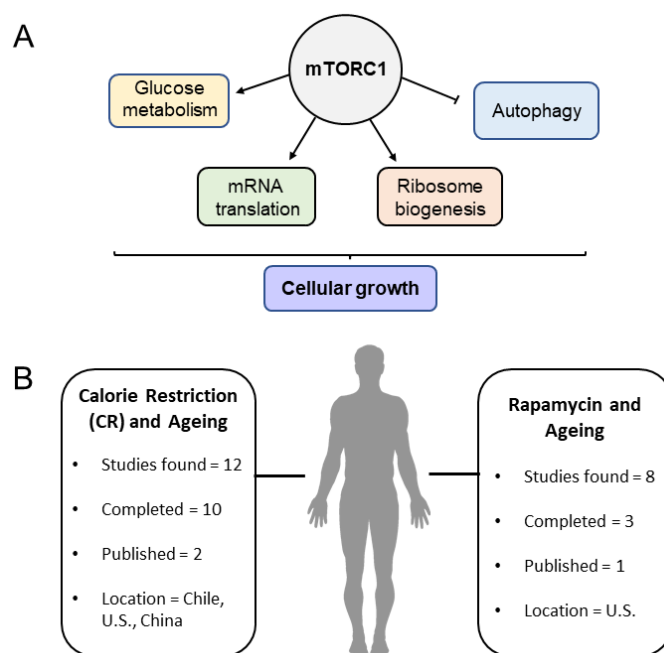 A
mTORC1
Glucose
metabolism
Autophagy
mRNA
translation
Ribosome
biogenesis
Cellular growth
B
Calorie Restriction
(CR) and Ageing
• Studies found = 12
• Completed = 10
• Published = 2
• Location = Chile,
U.S., China
Rapamycin and
Ageing
• Studies found = 8
• Completed = 3
• Published = 1
• Location = U.S.